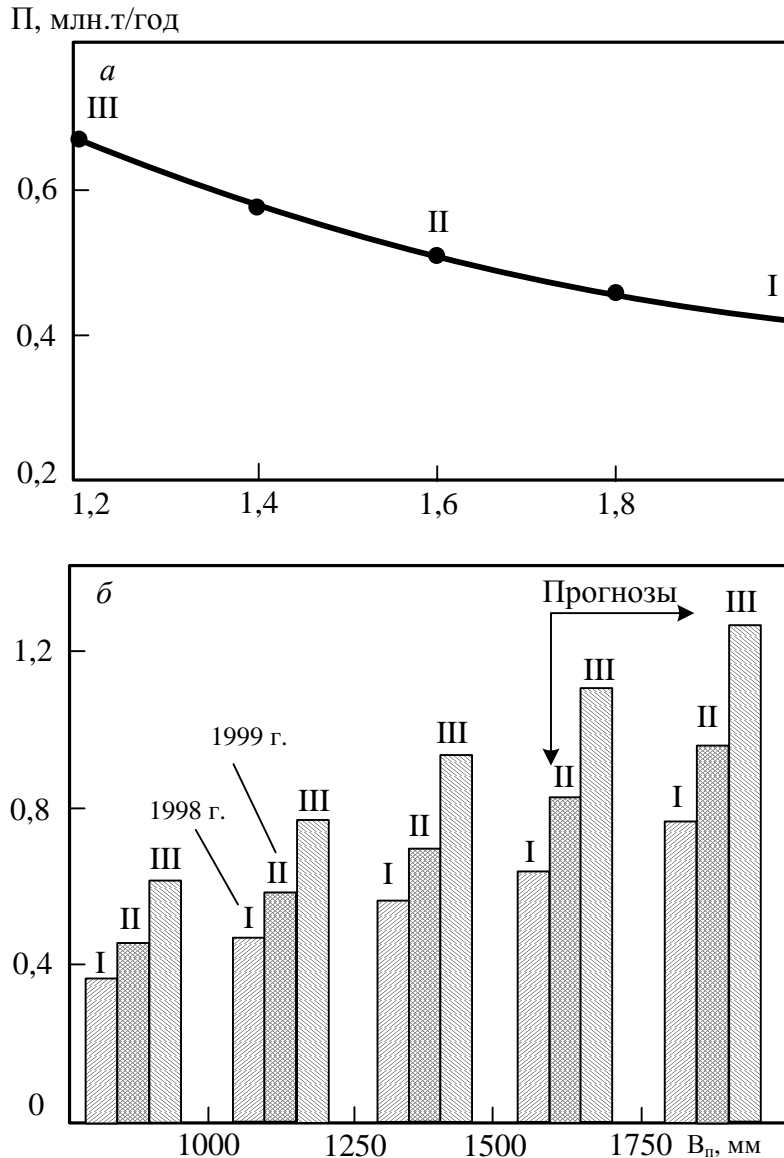 П, млн.т/год
а
III
0,6
II
I
0,4
0,2
1,2 1,4 1,6 1,8
б
Прогнозы
III
1,2
III
II
1999 г.
III
II
0,8
1998 г.
III
I
II
III
I
I
II
I
II
I
0,4
0
1000 1250 1500 1750 Вп, мм